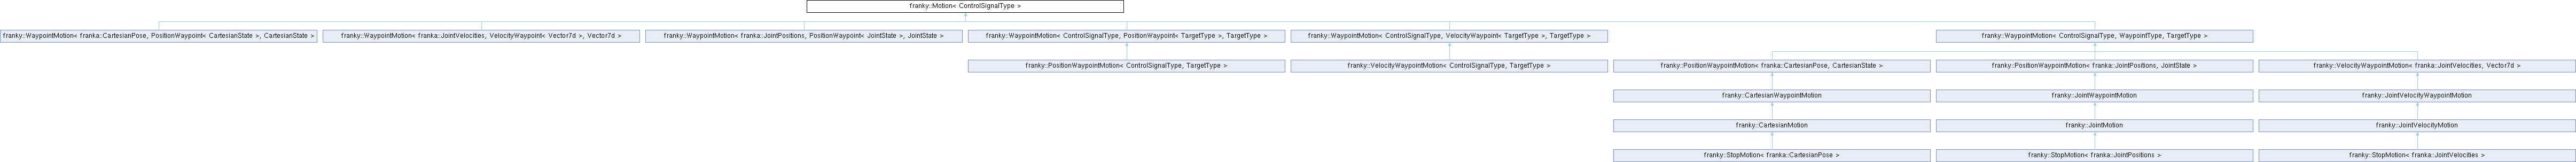 franky::Motion< ControlSignalType >
franky::WaypointMotion< franka::CartesianPose, PositionWaypoint< CartesianState >, CartesianState >
franky::WaypointMotion< franka::JointVelocities, VelocityWaypoint< Vector7d >, Vector7d >
franky::WaypointMotion< franka::JointPositions, PositionWaypoint< JointState >, JointState >
franky::WaypointMotion< ControlSignalType, PositionWaypoint< TargetType >, TargetType >
franky::WaypointMotion< ControlSignalType, VelocityWaypoint< TargetType >, TargetType >
franky::WaypointMotion< ControlSignalType, WaypointType, TargetType >
franky::PositionWaypointMotion< ControlSignalType, TargetType >
franky::VelocityWaypointMotion< ControlSignalType, TargetType >
franky::PositionWaypointMotion< franka::CartesianPose, CartesianState >
franky::PositionWaypointMotion< franka::JointPositions, JointState >
franky::VelocityWaypointMotion< franka::JointVelocities, Vector7d >
franky::CartesianWaypointMotion
franky::JointWaypointMotion
franky::JointVelocityWaypointMotion
franky::CartesianMotion
franky::JointMotion
franky::JointVelocityMotion
franky::StopMotion< franka::CartesianPose >
franky::StopMotion< franka::JointPositions >
franky::StopMotion< franka::JointVelocities >